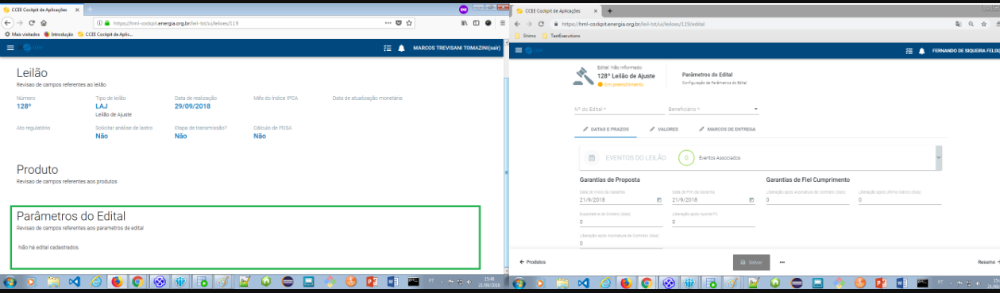 CCEE Cockpit de Aplicações
https://hml-cockpit.energia.org.br/leil-tst/ui/leiloes/119
Mais visitados Introdução CCEE Cockpit de Aplic...
MARCOS TREVISANI TOMAZINI(sair)
Leilão
Revisao de campos referentes ao leilão
Número Tipo de leilão Data de realização Mês do índice IPCA Data de atualização monetária
128º LAJ 29/09/2018
Leilão de Ajuste
Ato regulatório Solicitar análise de lastro Etapa de transmissão? Cálculo de PDSA
Não Não Não
Produto
Revisao de campos referentes aos produtos
Parâmetros do Edital
Revisao de campos referentes aos parametros de edital
Não há edital cadastrados.
PT
15:48
21/09/2018
CCEE Cockpit de Aplicações
https://hml-cockpit.energia.org.br/leil-tst/ui/leiloes/119/edital
Shimo TestExecutions
FERNANDO DE SIQUEIRA FELIX(
Edital: Não informado
128º Leilão de Ajuste
Em preenchimento
Parâmetros do Edital
Configuração de Parâmetros do Edital
Nº do Edital * Beneficiário *
DATAS E PRAZOS VALORES MARCOS DE ENTREGA
EVENTOS DO LEILÃO 0 Eventos Associados
Garantias de Proposta Garantias de Fiel Cumprimento
Data de Início da Garantia Data de Fim da Garantia Liberação após Assinatura de Contrato (dias) Liberação após Último Marco (dias)
21/9/2018 21/9/2018 0 0
Liberação após Aporte FC
0 0
Liberação após Assinatura de Contrato (dias)
0
Produtos Salvar Resumo
PT